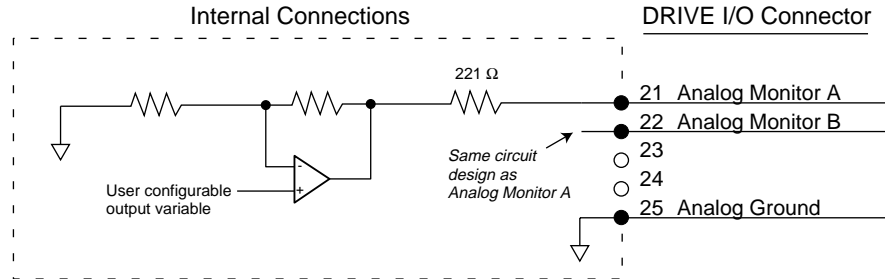 Internal Connections
DRIVE I/O Connector
221 Ω
21 Analog Monitor A
22 Analog Monitor B
23
24
25 Analog Ground
Same circuit
design as
Analog Monitor A
-
+
User configurable
output variable